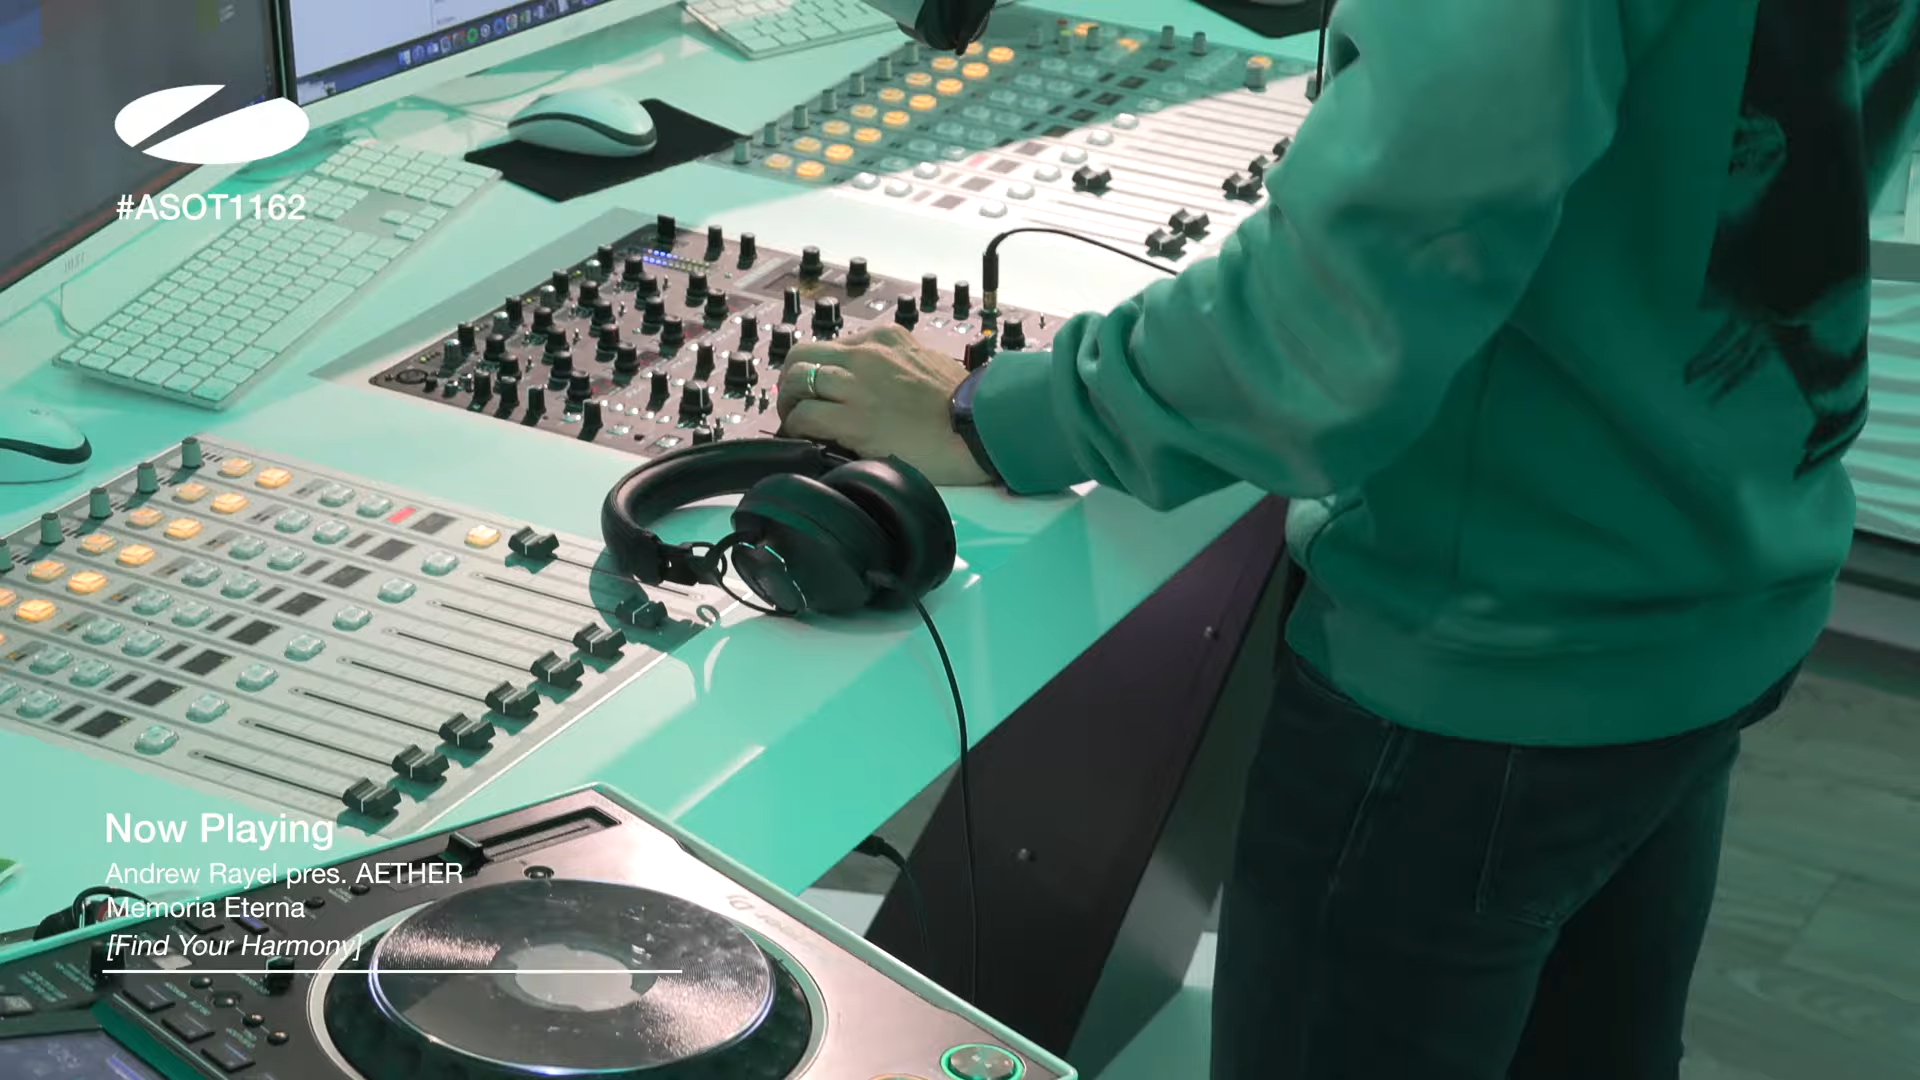 #ASOT1162
Now Playing
Andrew Rayel pres. AETHER
Memoria Eterna
[Find Your Harmony]